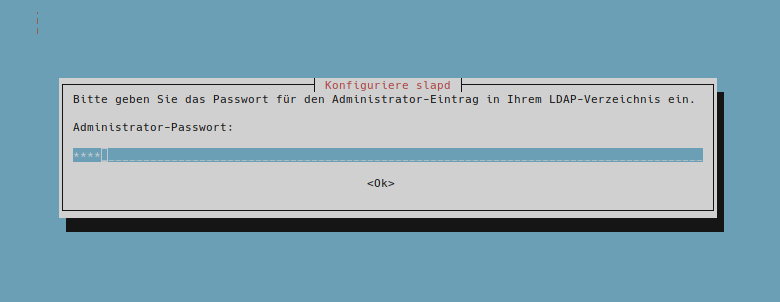 Konfiguriere slapd
Bitte geben Sie das Passwort für den Administrator-Eintrag in Ihrem LDAP-Verzeichnis ein.
Administrator-Passwort:
****
<Ok>